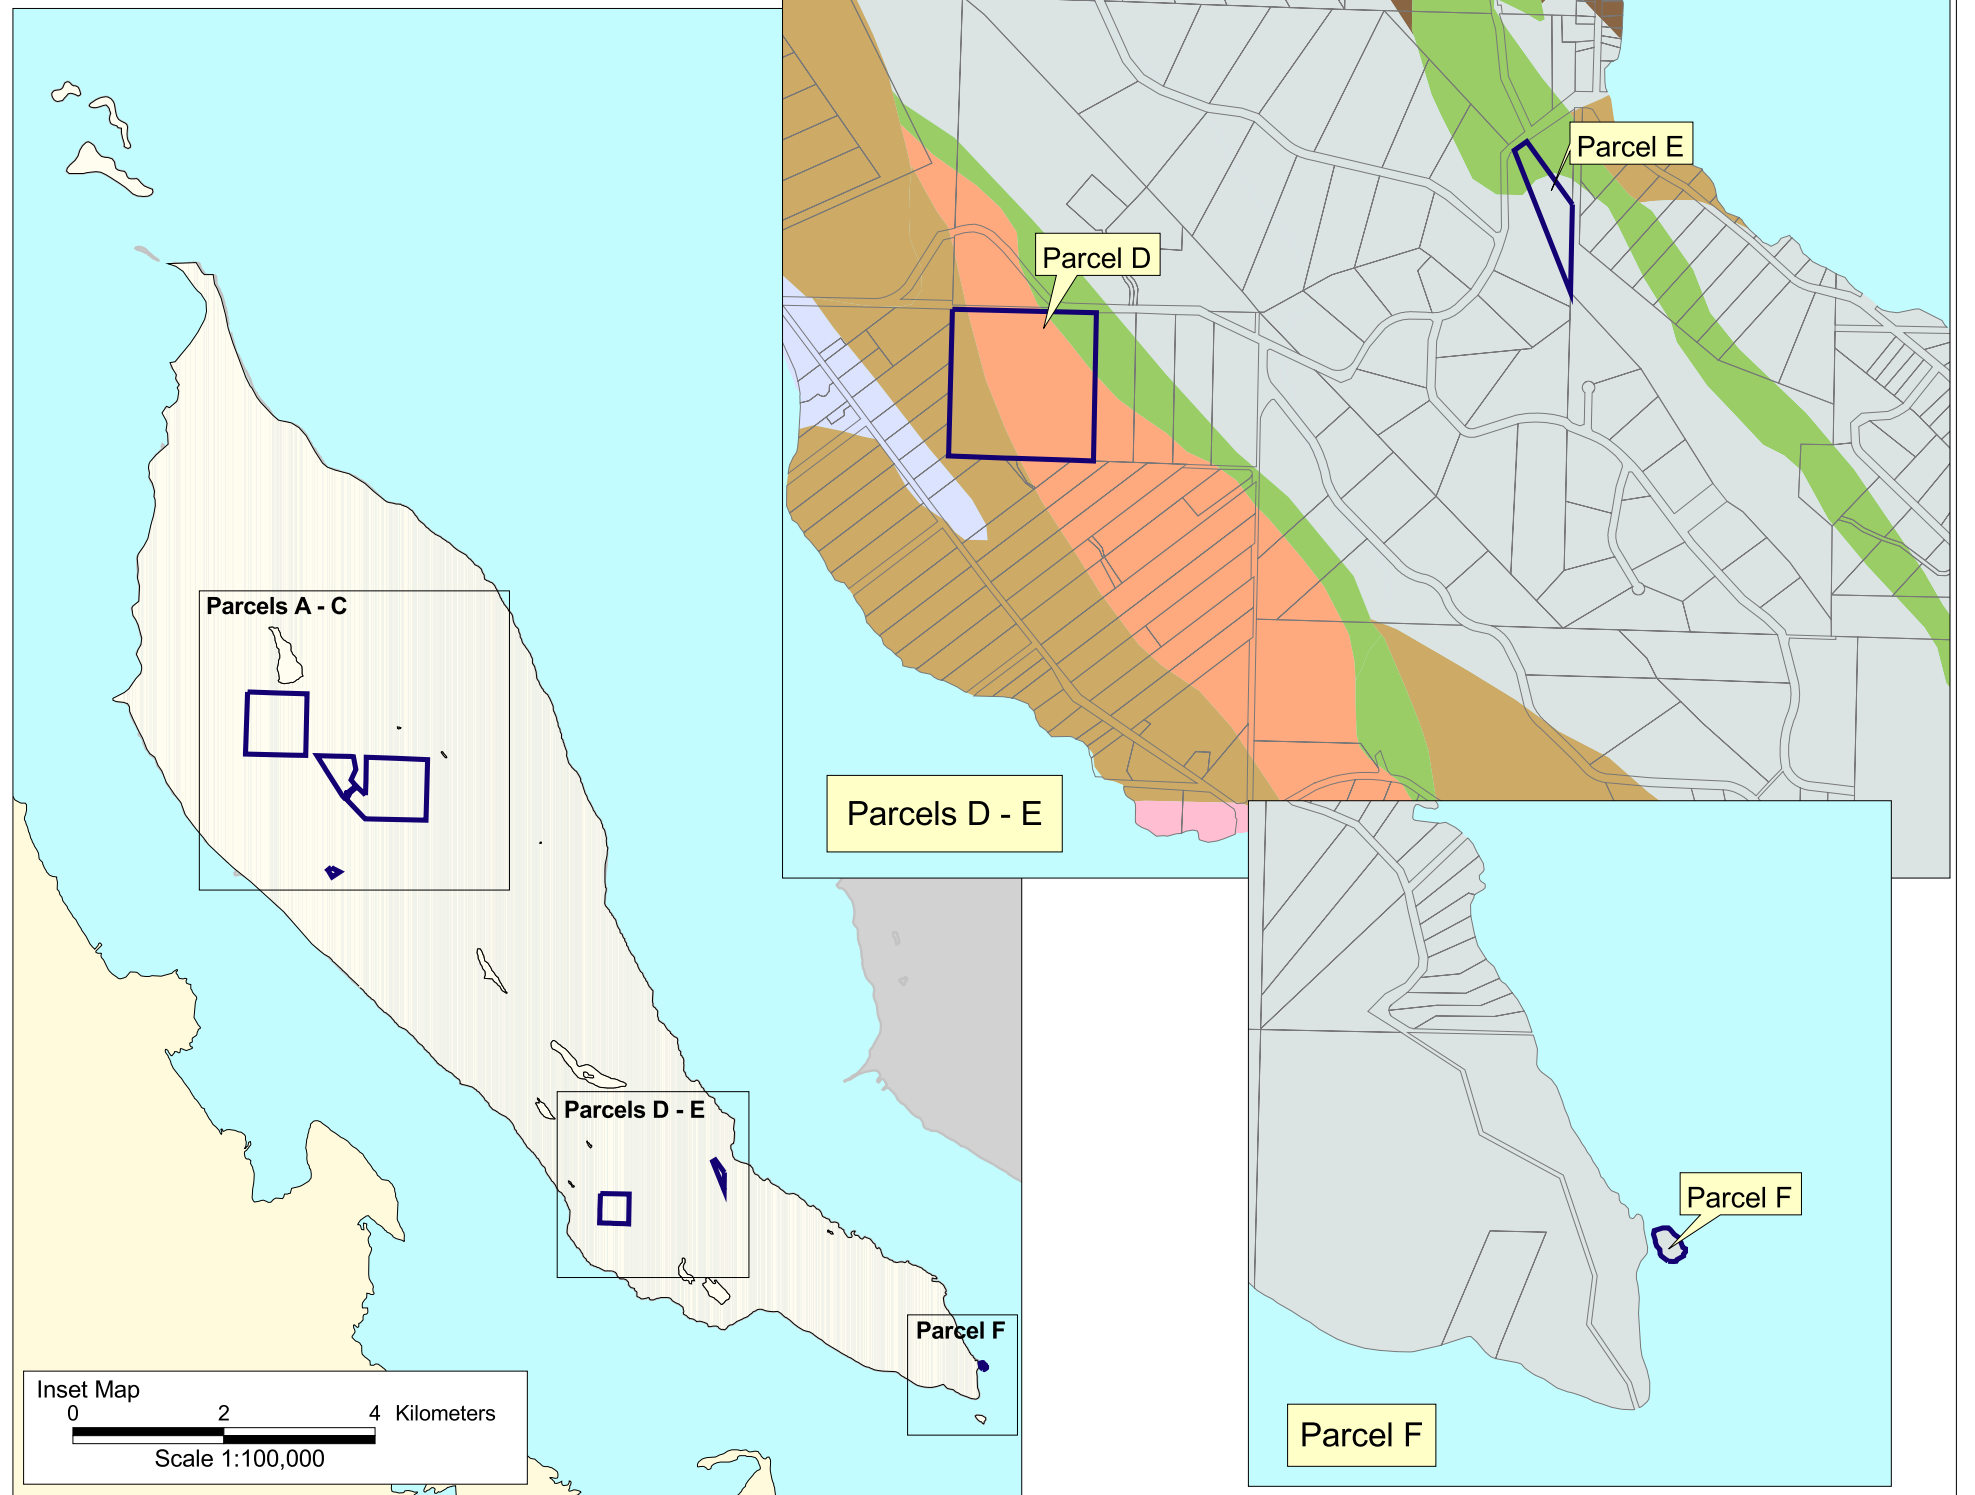 Parcel E
Parcel D
Parcels A - C
Parcels D - E
Parcels D - E
Parcel F
Parcel F
Inset Map
0 2 4 Kilometers
Scale 1:100,000
Parcel F